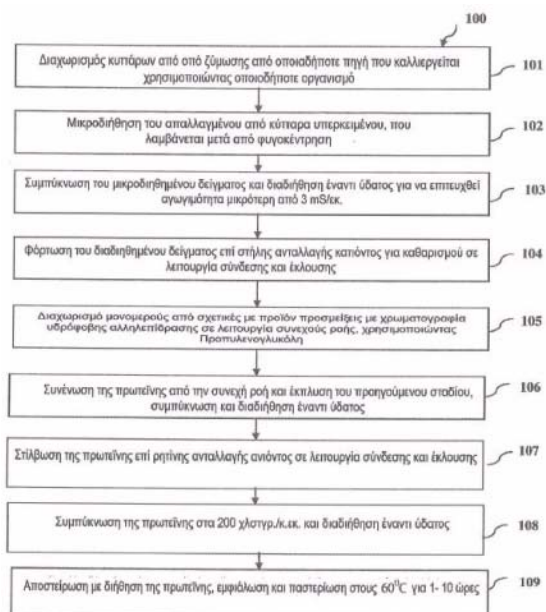 100
Διαχωρισμός κυττάρων από οπό ζύμωσης από οποιαδήποτε πηγή που καλλιεργείται
χρησιμοποιώντας οποιοδήποτε οργανισμό
101
Μικροδιήθηση του απαλλαγμένου από κύτταρα υπερκειμένου, που
λαμβάνεται μετά από φυγοκέντρηση
102
Συμπύκνωση του μικροδιηθημένου δείγματος και διαδιήθηση έναντι ύδατος για να επιτευχθεί
αγωγιμότητα μικρότερη από 3 mS/εκ.
103
Φόρτωση του διαδιηθημένου δείγματος επί στήλης ανταλλαγής κατιόντος για καθαρισμού σε
λειτουργία σύνδεσης και έκλουσης
104
Διαχωρισμό μονομερούς από σχετικές με προϊόν προσμείξεις με χρωματογραφία
υδρόφοβης αλληλεπίδρασης σε λειτουργία συνεχούς ροής, χρησιμοποιώντας
Προπυλενογλυκόλη
105
Συνένωση της πρωτεΐνης από την συνεχή ροή και έκπλυση του προηγούμενου σταδίου,
συμπύκνωση και διαδιήθηση έναντι ύδατος
106
Στίλβωση της πρωτεΐνης επί ρητίνης ανταλλαγής ανιόντος σε λειτουργία σύνδεσης και έκλουσης
107
Συμπύκνωση της πρωτεΐνης στα 200 χλστγρ./κ.εκ. και διαδιήθηση έναντι ύδατος
108
Αποστείρωση με διήθηση της πρωτεΐνης, εμφιάλωση και παστερίωση στους 60⁰C για 1- 10 ώρες
109